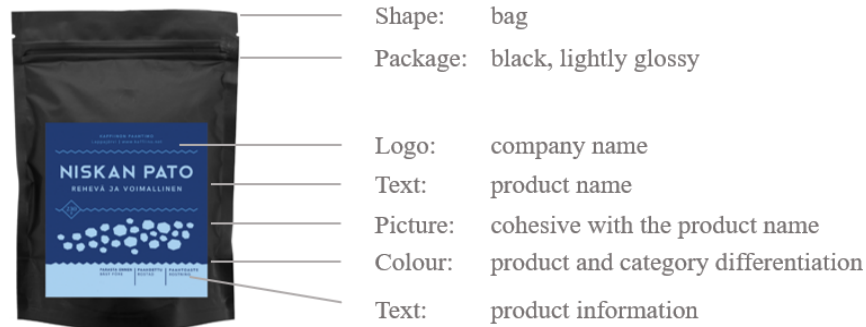 Shape: bag
Package: black, lightly glossy
Logo: company name
Text: product name
Picture: cohesive with the product name
Colour: product and category differentiation
Text: product information
NISKAN PATO
REHEVÄ JA VOIMALLINEN